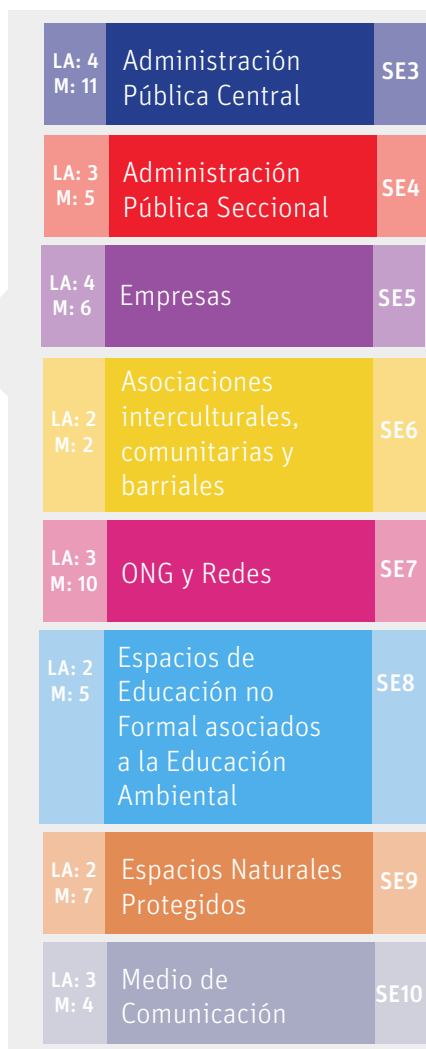 LA: 4
M: 11
Administración
Pública Central
SE3
LA: 3
M: 5
Administración
Pública Seccional
SE4
LA: 4
M: 6
Empresas
SE5
LA: 2
M: 2
Asociaciones
interculturales,
comunitarias y
barriales
SE6
LA: 3
M: 10
ONG y Redes
SE7
LA: 2
M: 5
Espacios de
Educación no
Formal asociados
a la Educación
Ambiental
SE8
LA: 2
M: 7
Espacios Naturales
Protegidos
SE9
LA: 3
M: 4
Medio de
Comunicación
SE10